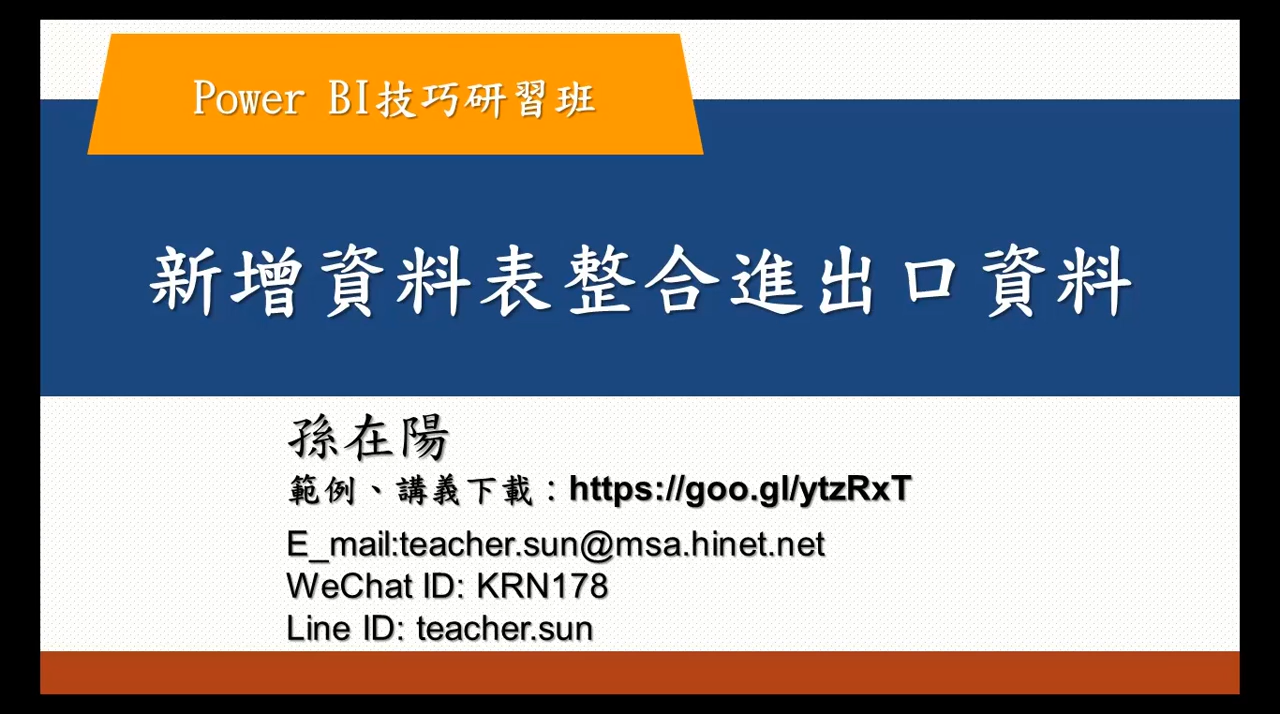 Power BI技巧研習班
新增資料表整合進出口資料
孫在陽
範例、講義下載：https://goo.gl/ytzRxT
E_mail:teacher.sun@msa.hinet.net
WeChat ID: KRN178
Line ID: teacher.sun